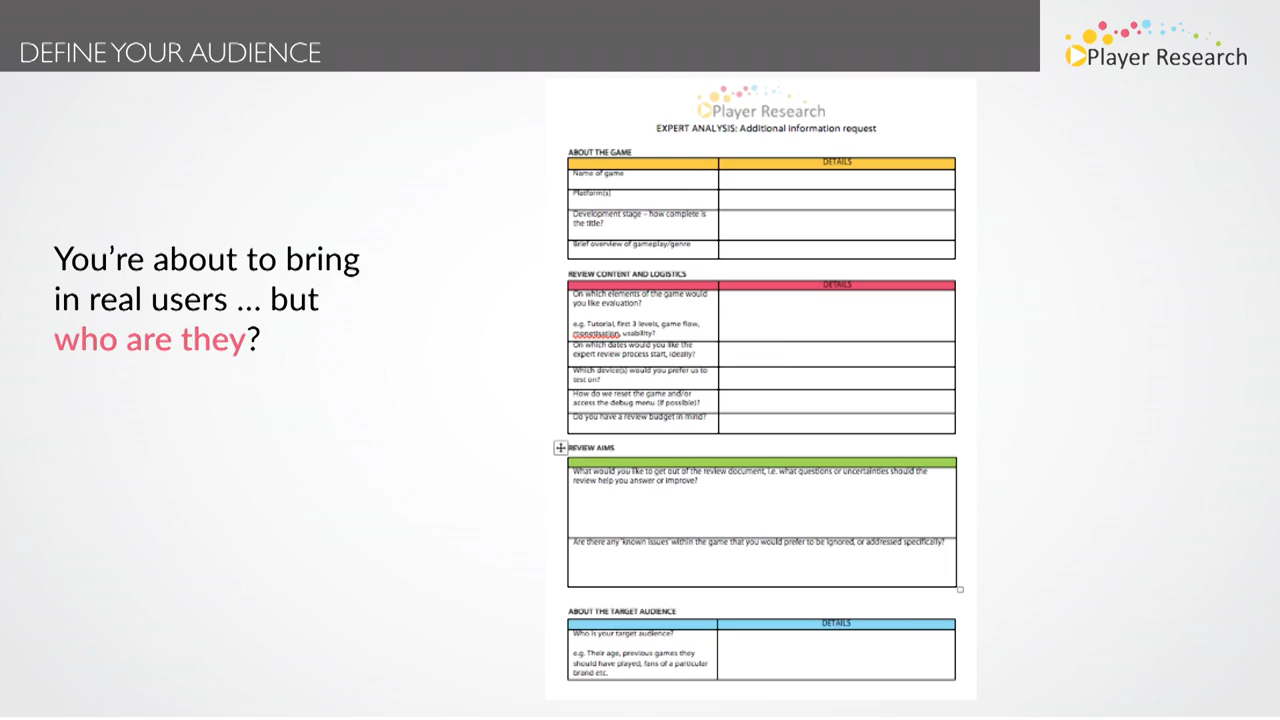 DEFINE YOUR AUDIENCE
Player Research
You're about to bring
in real users ... but
who are they?
Player Research
EXPERT ANALYSIS: Additional information request
ABOUT THE GAME
DETAILS
Name of game
Platform(s)
Development stage – how complete is
the title?
Brief overview of gameplay/genre
REVIEW CONTENT AND LOGISTICS
DETAILS
On which elements of the game would
you like evaluation?
e.g. Tutorial, first 3 levels, game flow,
monetisation, usability?
On which dates would you like the
expert review process start, ideally?
Which device(s) would you prefer us to
test on?
How do we reset the game and/or
access the debug menu (if possible)?
Do you have a review budget in mind?
REVIEW AIMS
What would you like to get out of the review document, i.e. what questions or uncertainties should the
review help you answer or improve?
Are there any 'known issues' within the game that you would prefer to be ignored, or addressed specifically?
ABOUT THE TARGET AUDIENCE
DETAILS
Who is your target audience?
e.g. Their age, previous games they
should have played, fans of a particular
brand etc.